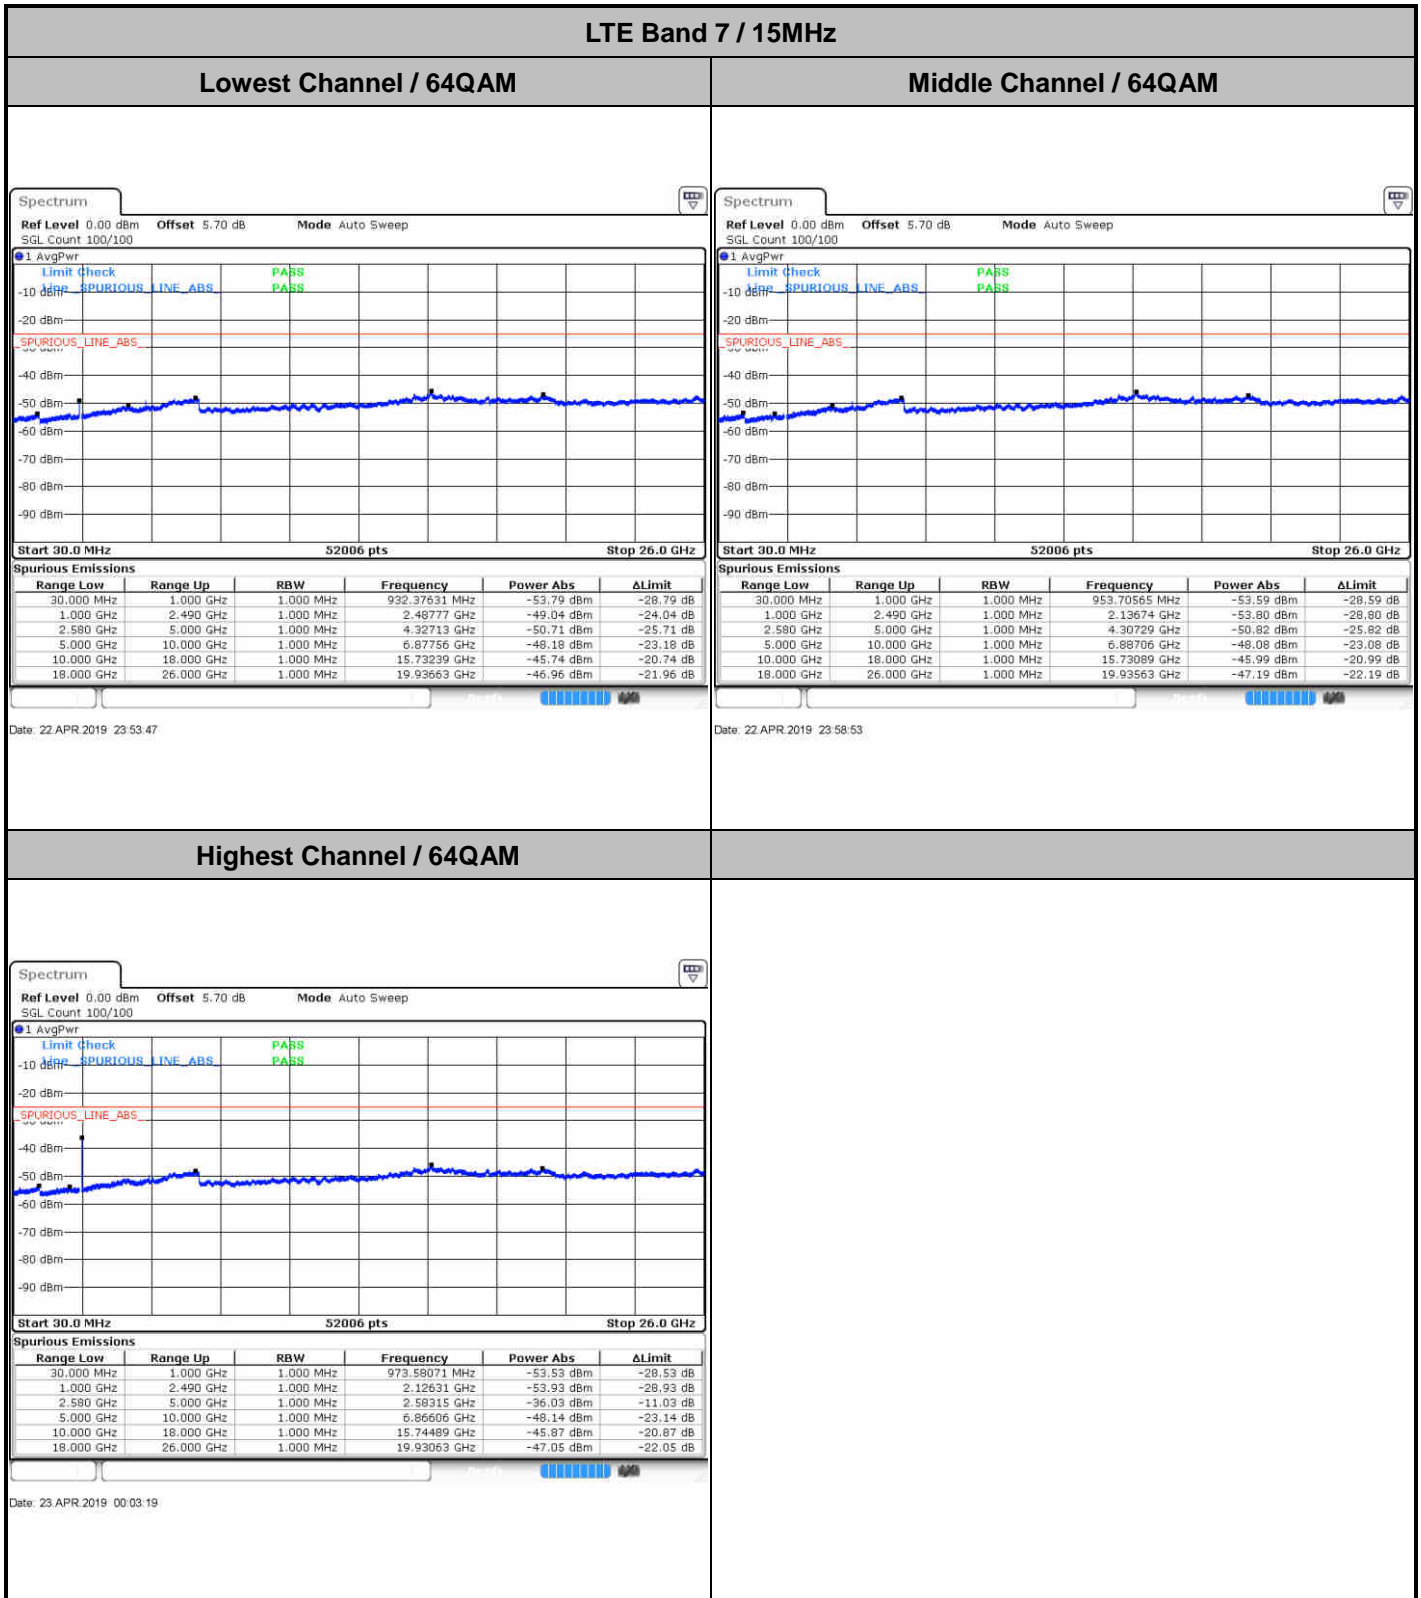 LTE Band 7 / 15MHz
Lowest Channel / 64QAM
Middle Channel / 64QAM
Spectrum
Ref Level 0.00 dBm Offset 5.70 dB Mode Auto Sweep
SGL Count 100/100
1 AvgPwr
Limit Check PASS
-10 dBm Line _SPURIOUS_LINE_ABS_ PASS
-20 dBm
_SPURIOUS_LINE_ABS_
-30 dBm
-40 dBm
-50 dBm
-60 dBm
-70 dBm
-80 dBm
-90 dBm
Start 30.0 MHz 52006 pts Stop 26.0 GHz
Spurious Emissions
Range Low Range Up RBW Frequency Power Abs ΔLimit
30.000 MHz 1.000 GHz 1.000 MHz 932.37631 MHz -53.79 dBm -28.79 dB
1.000 GHz 2.490 GHz 1.000 MHz 2.48777 GHz -49.04 dBm -24.04 dB
2.580 GHz 5.000 GHz 1.000 MHz 4.32713 GHz -50.71 dBm -25.71 dB
5.000 GHz 10.000 GHz 1.000 MHz 6.87756 GHz -48.18 dBm -23.18 dB
10.000 GHz 18.000 GHz 1.000 MHz 15.73239 GHz -45.74 dBm -20.74 dB
18.000 GHz 26.000 GHz 1.000 MHz 19.93663 GHz -46.96 dBm -21.96 dB
Date: 22.APR.2019 23:53:47
Spectrum
Ref Level 0.00 dBm Offset 5.70 dB Mode Auto Sweep
SGL Count 100/100
1 AvgPwr
Limit Check PASS
-10 dBm Line _SPURIOUS_LINE_ABS_ PASS
-20 dBm
_SPURIOUS_LINE_ABS_
-30 dBm
-40 dBm
-50 dBm
-60 dBm
-70 dBm
-80 dBm
-90 dBm
Start 30.0 MHz 52006 pts Stop 26.0 GHz
Spurious Emissions
Range Low Range Up RBW Frequency Power Abs ΔLimit
30.000 MHz 1.000 GHz 1.000 MHz 953.70565 MHz -53.59 dBm -28.59 dB
1.000 GHz 2.490 GHz 1.000 MHz 2.13674 GHz -53.80 dBm -28.80 dB
2.580 GHz 5.000 GHz 1.000 MHz 4.30729 GHz -50.82 dBm -25.82 dB
5.000 GHz 10.000 GHz 1.000 MHz 6.88706 GHz -48.08 dBm -23.08 dB
10.000 GHz 18.000 GHz 1.000 MHz 15.73089 GHz -45.99 dBm -20.99 dB
18.000 GHz 26.000 GHz 1.000 MHz 19.93563 GHz -47.19 dBm -22.19 dB
Date: 22.APR.2019 23:58:53
Highest Channel / 64QAM
Spectrum
Ref Level 0.00 dBm Offset 5.70 dB Mode Auto Sweep
SGL Count 100/100
1 AvgPwr
Limit Check PASS
-10 dBm Line _SPURIOUS_LINE_ABS_ PASS
-20 dBm
_SPURIOUS_LINE_ABS_
-30 dBm
-40 dBm
-50 dBm
-60 dBm
-70 dBm
-80 dBm
-90 dBm
Start 30.0 MHz 52006 pts Stop 26.0 GHz
Spurious Emissions
Range Low Range Up RBW Frequency Power Abs ΔLimit
30.000 MHz 1.000 GHz 1.000 MHz 973.58071 MHz -53.53 dBm -28.53 dB
1.000 GHz 2.490 GHz 1.000 MHz 2.12631 GHz -53.93 dBm -28.93 dB
2.580 GHz 5.000 GHz 1.000 MHz 2.58315 GHz -36.03 dBm -11.03 dB
5.000 GHz 10.000 GHz 1.000 MHz 6.86606 GHz -48.14 dBm -23.14 dB
10.000 GHz 18.000 GHz 1.000 MHz 15.74489 GHz -45.87 dBm -20.87 dB
18.000 GHz 26.000 GHz 1.000 MHz 19.93063 GHz -47.05 dBm -22.05 dB
Date: 23.APR.2019 00:03:19